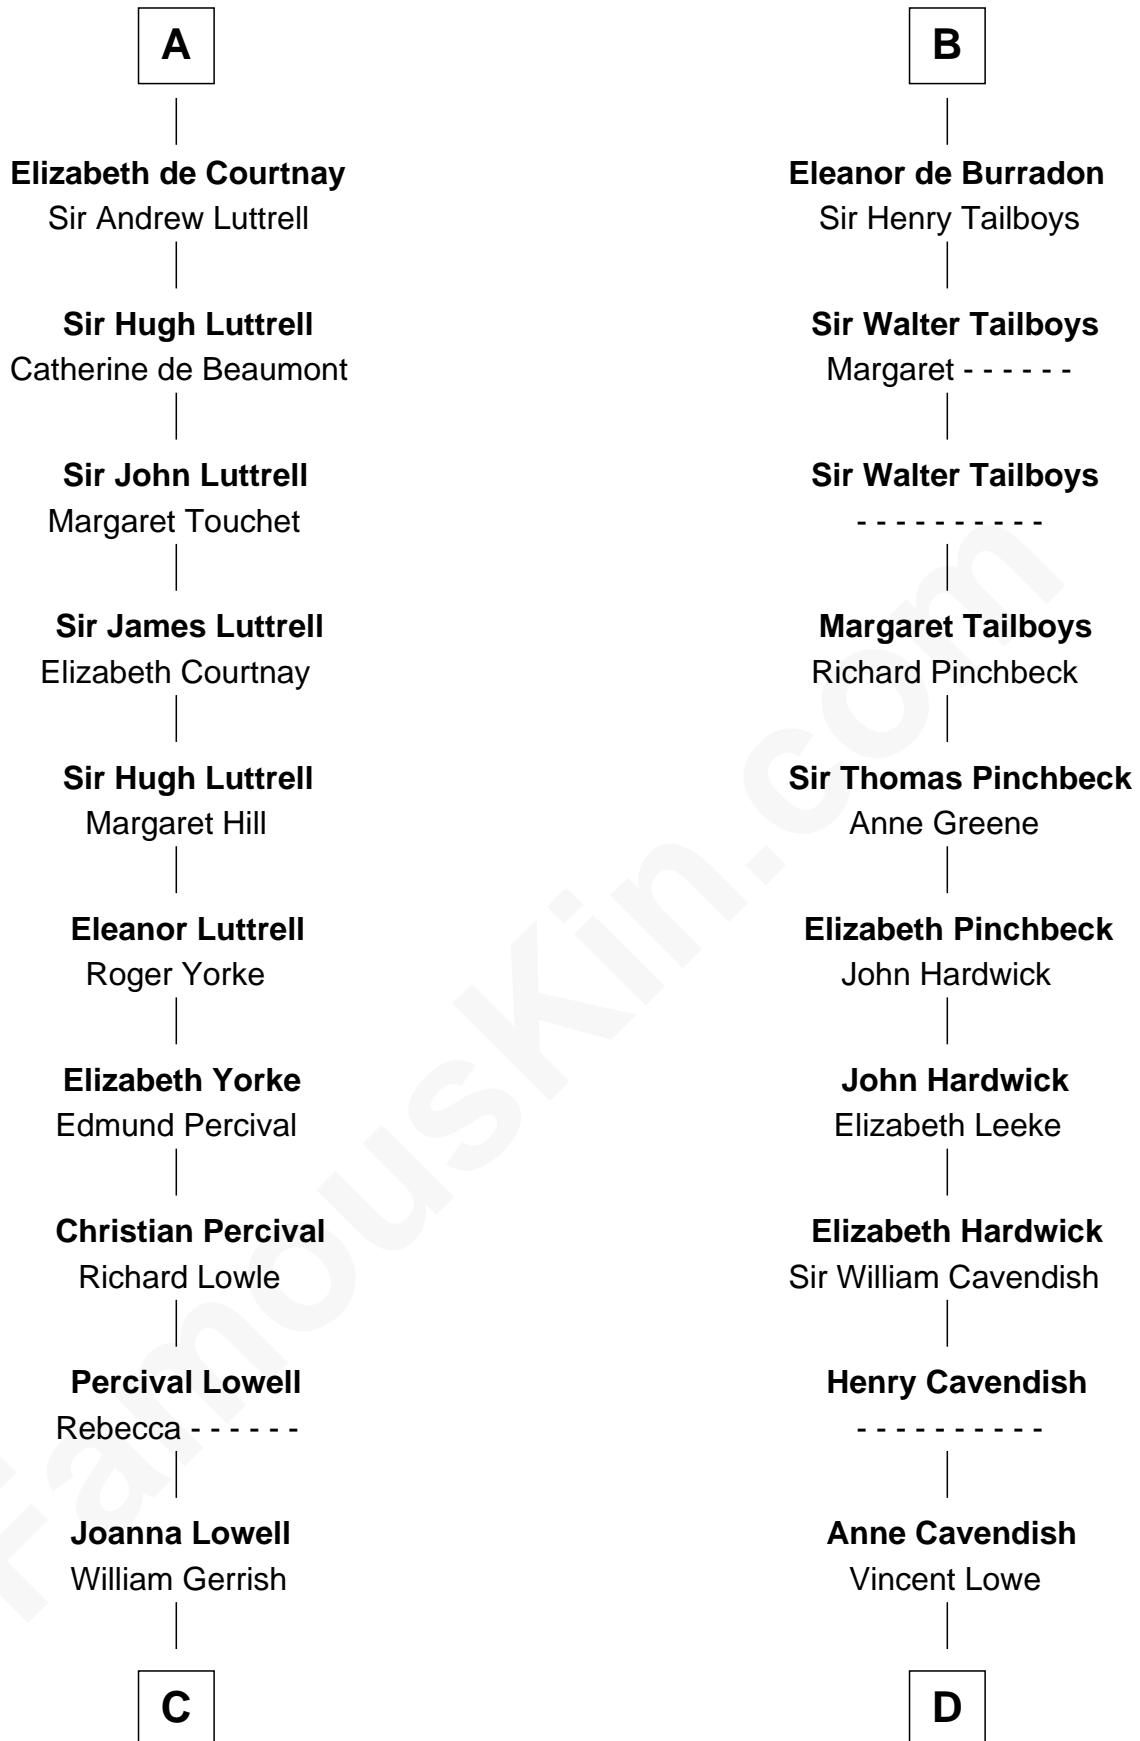 A
Elizabeth de Courtnay
Sir Andrew Luttrell
Sir Hugh Luttrell
Catherine de Beaumont
Sir John Luttrell
Margaret Touchet
Sir James Luttrell
Elizabeth Courtnay
Sir Hugh Luttrell
Margaret Hill
Eleanor Luttrell
Roger Yorke
Elizabeth Yorke
Edmund Percival
Christian Percival
Richard Lowle
Percival Lowell
Rebecca - - - - - -
Joanna Lowell
William Gerrish
C
B
Eleanor de Burradon
Sir Henry Tailboys
Sir Walter Tailboys
Margaret - - - - - -
Sir Walter Tailboys
- - - - - - - - - -
Margaret Tailboys
Richard Pinchbeck
Sir Thomas Pinchbeck
Anne Greene
Elizabeth Pinchbeck
John Hardwick
John Hardwick
Elizabeth Leeke
Elizabeth Hardwick
Sir William Cavendish
Henry Cavendish
- - - - - - - - - -
Anne Cavendish
Vincent Lowe
D
FamousKin.com